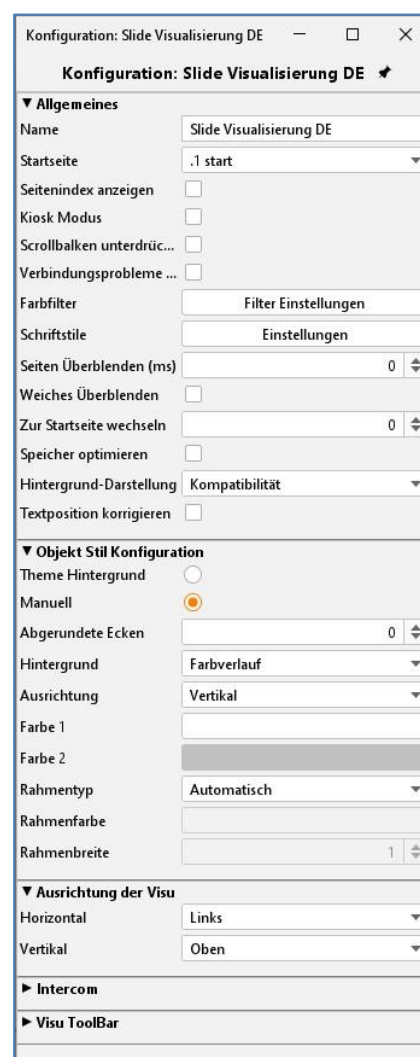 Konfiguration: Slide Visualisierung DE
Konfiguration: Slide Visualisierung DE
Allgemeines
Name Slide Visualisierung DE
Startseite .1 start
Seitenindex anzeigen
Kiosk Modus
Scrollbalken unterdrüc...
Verbindungsprobleme ...
Farbfilter Filter Einstellungen
Schriftstile Einstellungen
Seiten Überblenden (ms) 0
Weiches Überblenden
Zur Startseite wechseln 0
Speicher optimieren
Hintergrund-Darstellung Kompatibilität
Textposition korrigieren
Objekt Stil Konfiguration
Theme Hintergrund
Manuell
Abgerundete Ecken 0
Hintergrund Farbverlauf
Ausrichtung Vertikal
Farbe 1
Farbe 2
Rahmentyp Automatisch
Rahmenfarbe
Rahmenbreite 1
Ausrichtung der Visu
Horizontal Links
Vertikal Oben
Intercom
Visu ToolBar